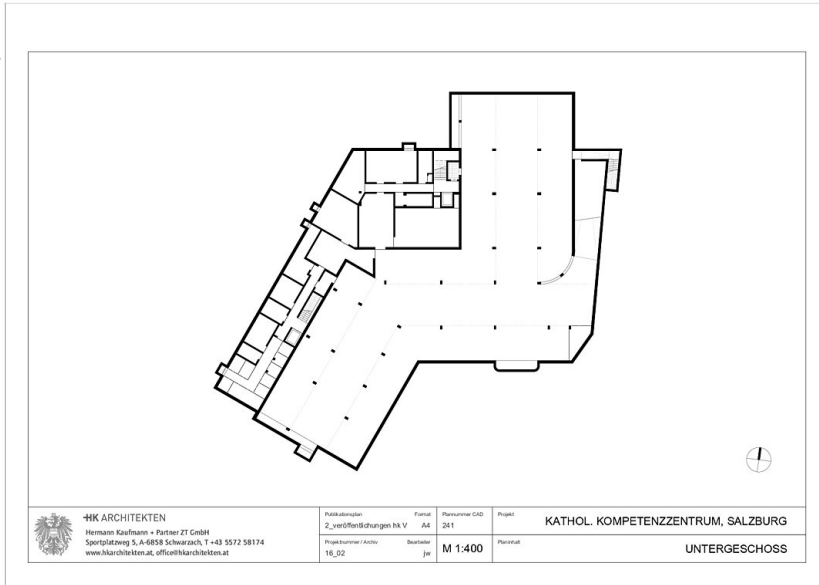 HK ARCHITEKTEN
Hermann Kaufmann + Partner ZT GmbH
Sportplatzweg 5, A-6858 Schwarzach, T +43 5572 58174
www.hkarchitekten.at, office@hkarchitekten.at
Publikationsplan Format
2_veröffentlichungen hk V A4
Projektnummer / Archiv Bearbeiter
16_02 jw
Plannummer CAD
241
M 1:400
Projekt
KATHOL. KOMPETENZZENTRUM, SALZBURG
Planinhalt
UNTERGESCHOSS